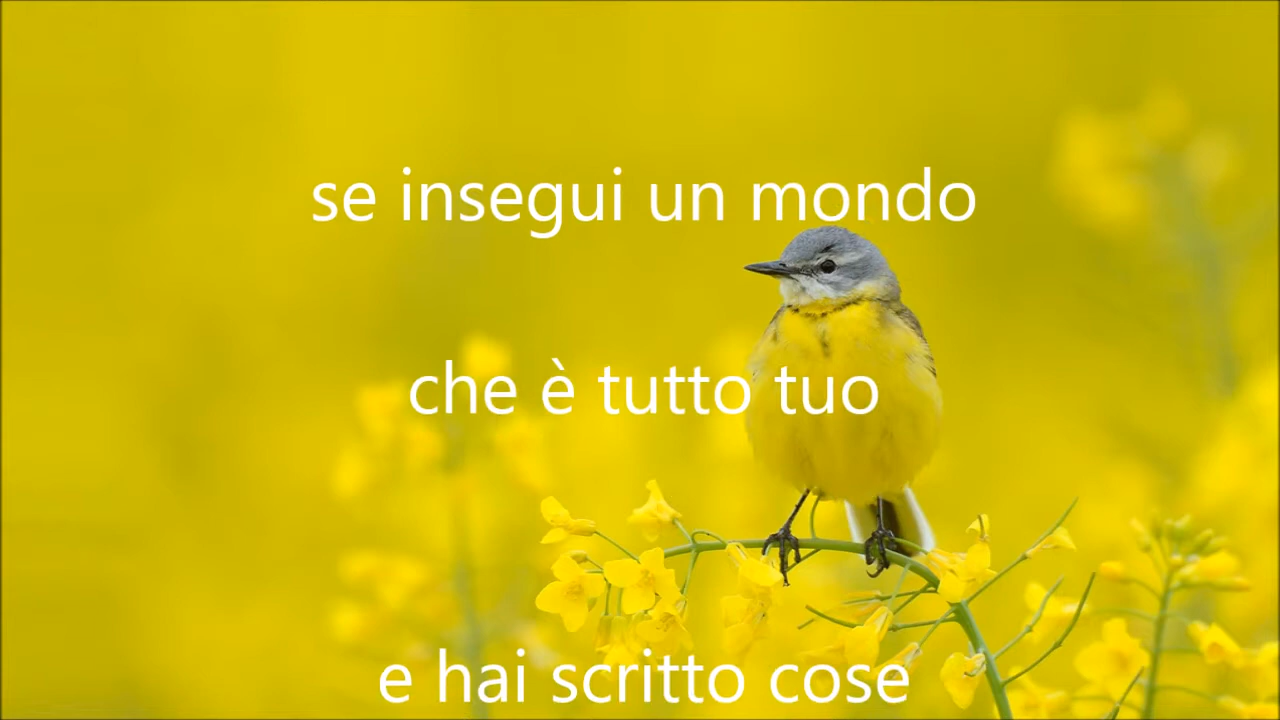 se insegui un mondo
che è tutto tuo
e hai scritto cose